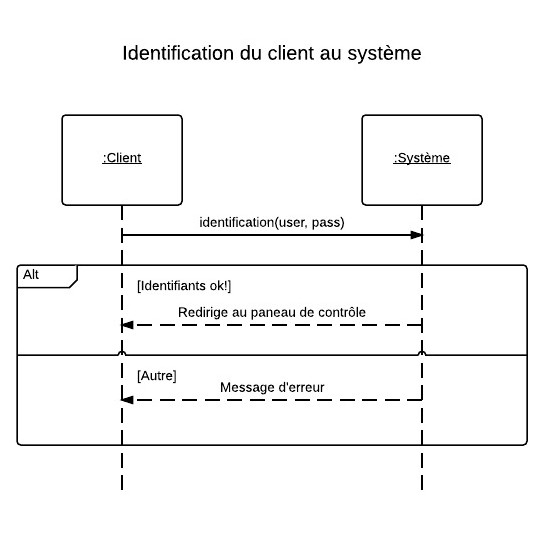 Identification du client au système
:Client
:Système
identification(user, pass)
Alt
[Identifiants ok!]
Redirige au paneau de contrôle
[Autre]
Message d'erreur